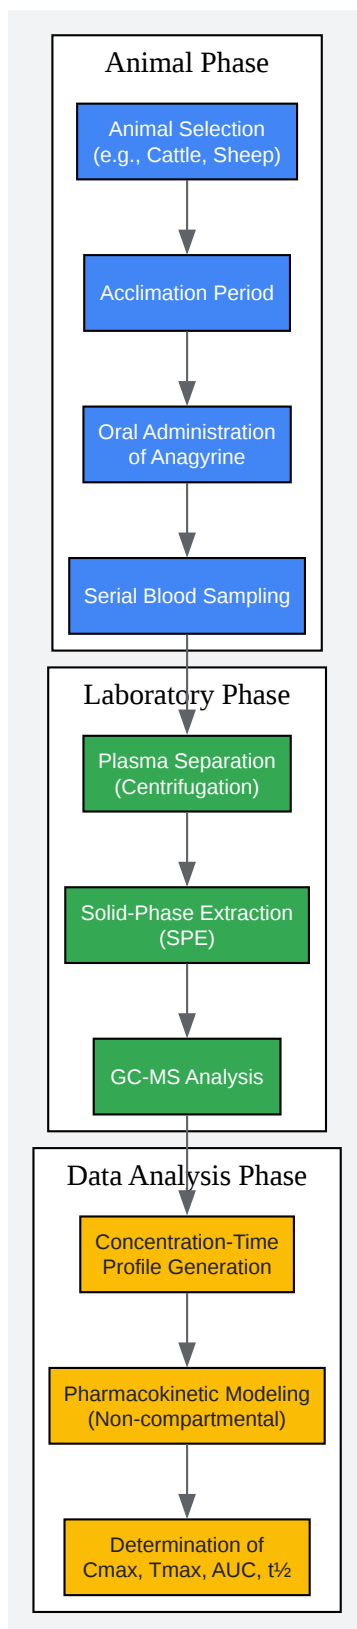 Animal Phase
Animal Selection
(e.g., Cattle, Sheep)
Acclimation Period
Oral Administration
of Anagyrine
Serial Blood Sampling
Laboratory Phase
Plasma Separation
(Centrifugation)
Solid-Phase Extraction
(SPE)
GC-MS Analysis
Data Analysis Phase
Concentration-Time
Profile Generation
Pharmacokinetic Modeling
(Non-compartmental)
Determination of
Cmax, Tmax, AUC, t½